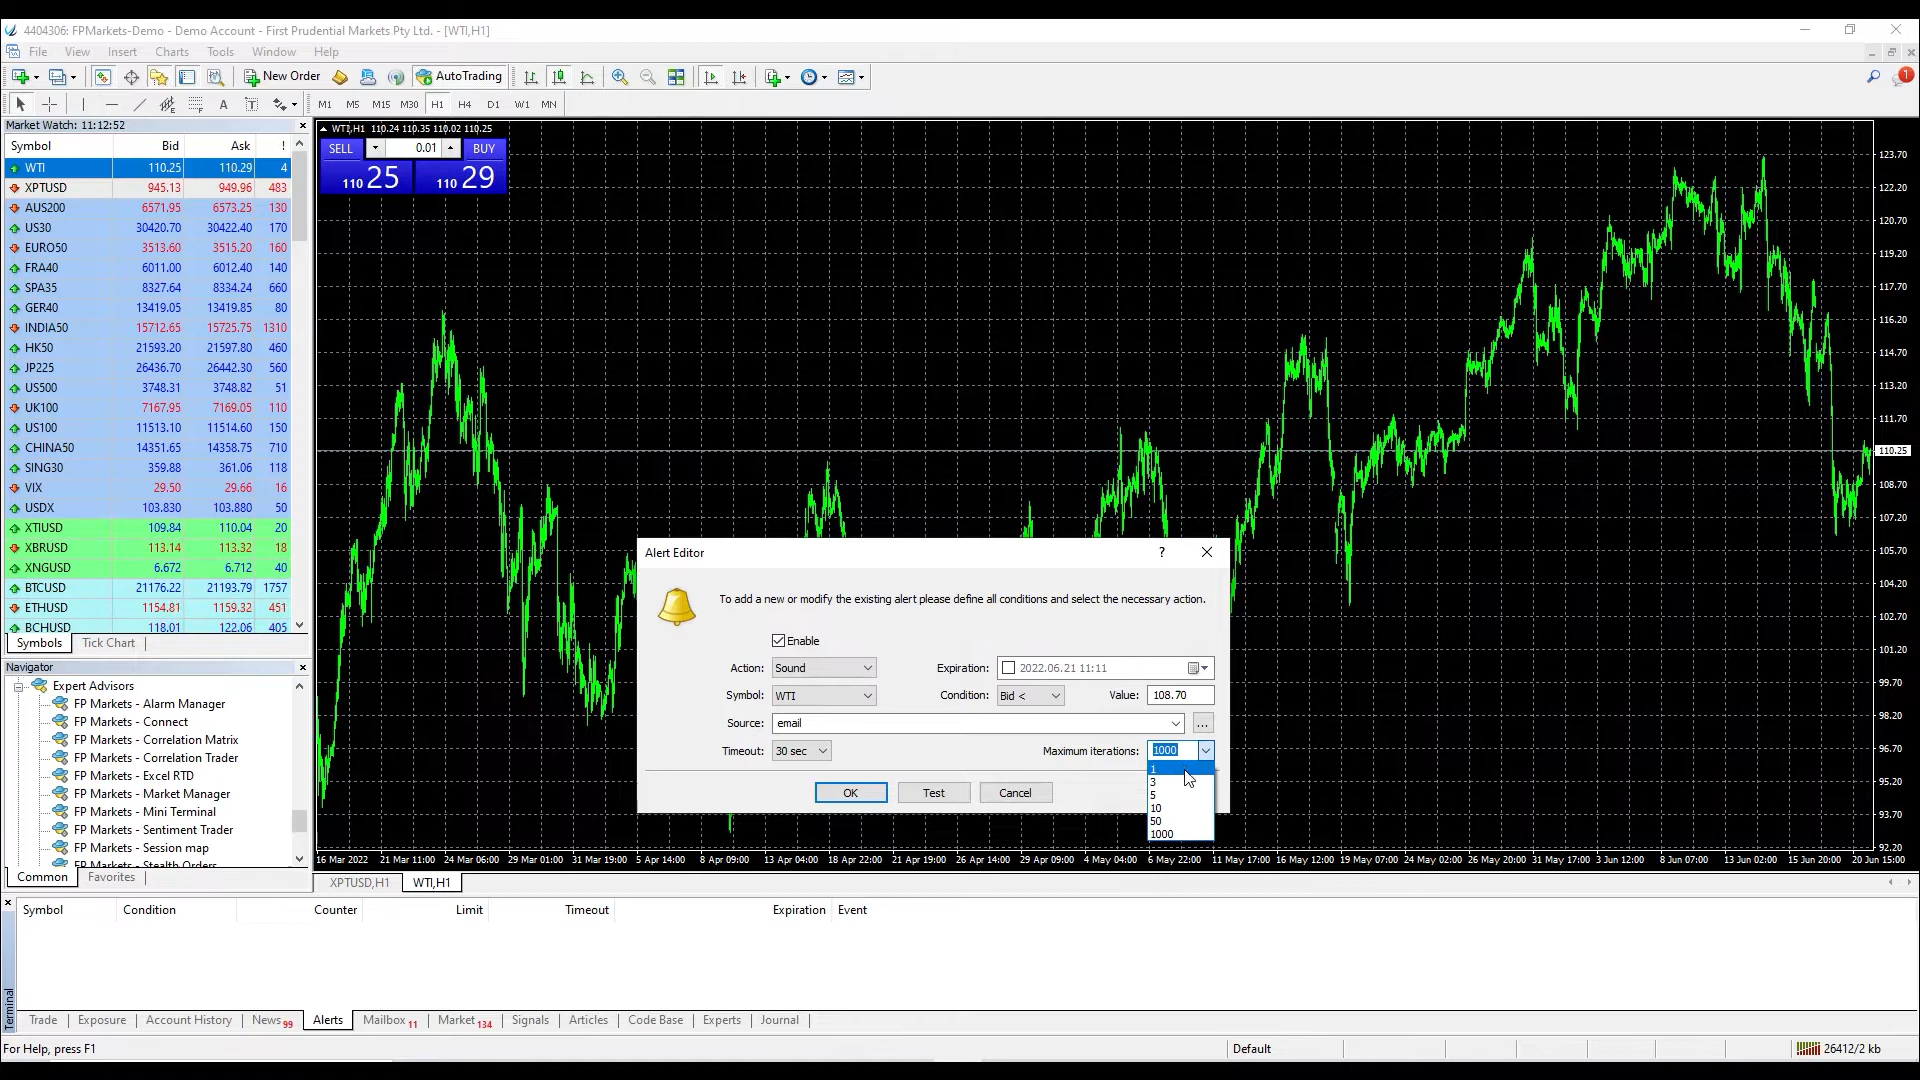 4404306: FPMarkets-Demo - Demo Account - First Prudential Markets Pty Ltd. - [WTI,H1]
File View Insert Charts Tools Window Help
New Order AutoTrading 1
A T M1 M5 M15 M30 H1 H4 D1 W1 MN
Market Watch: 11:12:52
Symbol Bid Ask !
WTI 110.25 110.29 4
XPTUSD 945.13 949.96 483
AUS200 6571.95 6573.25 130
US30 30420.70 30422.40 170
EURO50 3513.60 3515.20 160
FRA40 6011.00 6012.40 140
SPA35 8327.64 8334.24 660
GER40 13419.05 13419.85 80
INDIA50 15712.65 15725.75 1310
HK50 21593.20 21597.80 460
JP225 26436.70 26442.30 560
US500 3748.31 3748.82 51
UK100 7167.95 7169.05 110
US100 11513.10 11514.60 150
CHINA50 14351.65 14358.75 710
SING30 359.88 361.06 118
VIX 29.50 29.66 16
USDX 103.830 103.880 50
XTIUSD 109.84 110.04 20
XBRUSD 113.14 113.32 18
XNGUSD 6.672 6.712 40
BTCUSD 21176.22 21193.79 1757
ETHUSD 1154.81 1159.32 451
BCHUSD 118.01 122.06 405
Symbols Tick Chart
Navigator
Expert Advisors
FP Markets - Alarm Manager
FP Markets - Connect
FP Markets - Correlation Matrix
FP Markets - Correlation Trader
FP Markets - Excel RTD
FP Markets - Market Manager
FP Markets - Mini Terminal
FP Markets - Sentiment Trader
FP Markets - Session map
FP Markets - Stealth Orders
Common Favorites
WTI,H1 110.24 110.35 110.02 110.25
SELL 0.01 BUY
110 25 110 29
123.70
122.20
120.70
119.20
117.70
116.20
114.70
113.20
111.70
110.25
108.70
107.20
105.70
104.20
102.70
101.20
99.70
98.20
96.70
95.20
93.70
92.20
Alert Editor ?
To add a new or modify the existing alert please define all conditions and select the necessary action.
Enable
Action: Sound Expiration: 2022.06.21 11:11
Symbol: WTI Condition: Bid < Value: 108.70
Source: email ...
Timeout: 30 sec Maximum iterations: 1000
1
3
5
10
50
1000
OK Test Cancel
16 Mar 2022 21 Mar 11:00 24 Mar 06:00 29 Mar 01:00 31 Mar 19:00 5 Apr 14:00 8 Apr 09:00 13 Apr 04:00 18 Apr 22:00 21 Apr 19:00 26 Apr 14:00 29 Apr 09:00 4 May 04:00 6 May 22:00 11 May 17:00 16 May 12:00 19 May 07:00 24 May 02:00 26 May 20:00 31 May 17:00 3 Jun 12:00 8 Jun 07:00 13 Jun 02:00 15 Jun 20:00 20 Jun 15:00
XPTUSD,H1 WTI,H1
Symbol Condition Counter Limit Timeout Expiration Event
Terminal
Trade Exposure Account History News 99 Alerts Mailbox 11 Market 134 Signals Articles Code Base Experts Journal
For Help, press F1 Default 26412/2 kb